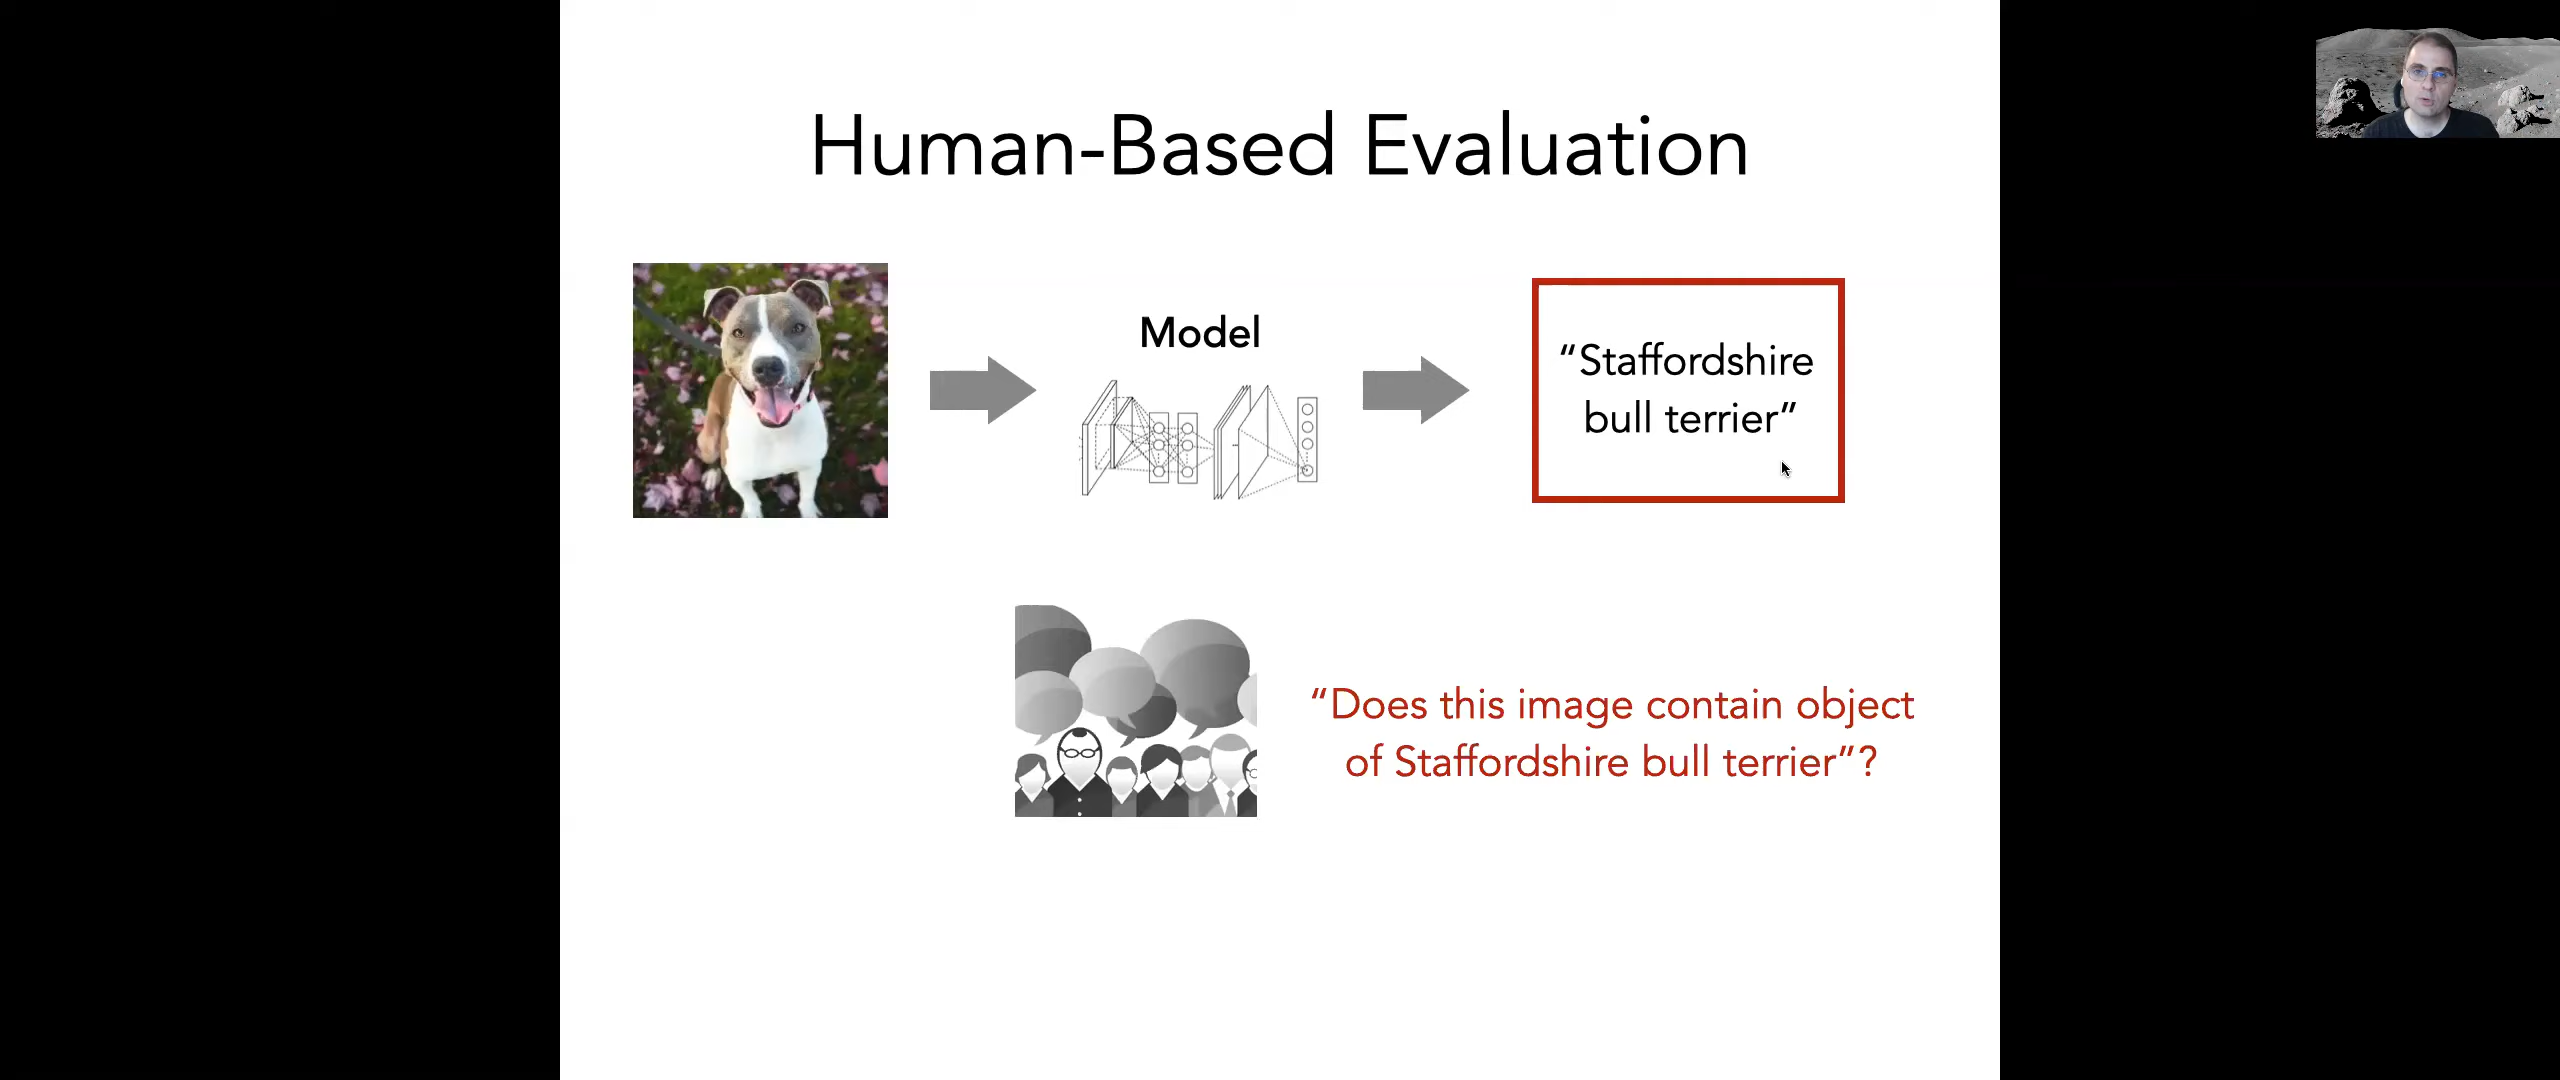 Human-Based Evaluation
Model
“Staffordshire
bull terrier”
“Does this image contain object
of Staffordshire bull terrier”?